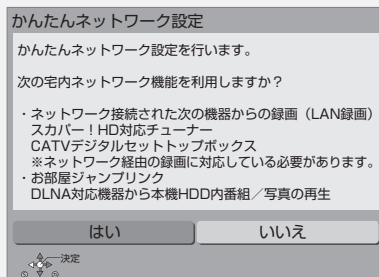 かんたんネットワーク設定
かんたんネットワーク設定を行います。
次の宅内ネットワーク機能を利用しますか？
・ネットワーク接続された次の機器からの録画（LAN録画）
スカパー！HD対応チューナー
CATVデジタルセットトップボックス
※ネットワーク経由の録画に対応している必要があります。
・お部屋ジャンプリンク
DLNA対応機器から本機HDD内番組／写真の再生
はい
いいえ
決定